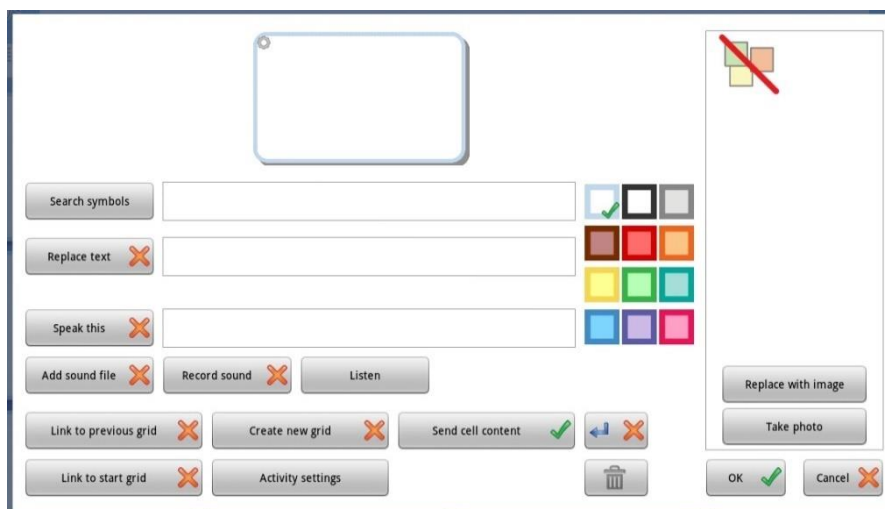 Search symbols
Replace text
Speak this
Add sound file Record sound Listen
Replace with image
Link to previous grid Create new grid Send cell content Take photo
Link to start grid Activity settings OK Cancel